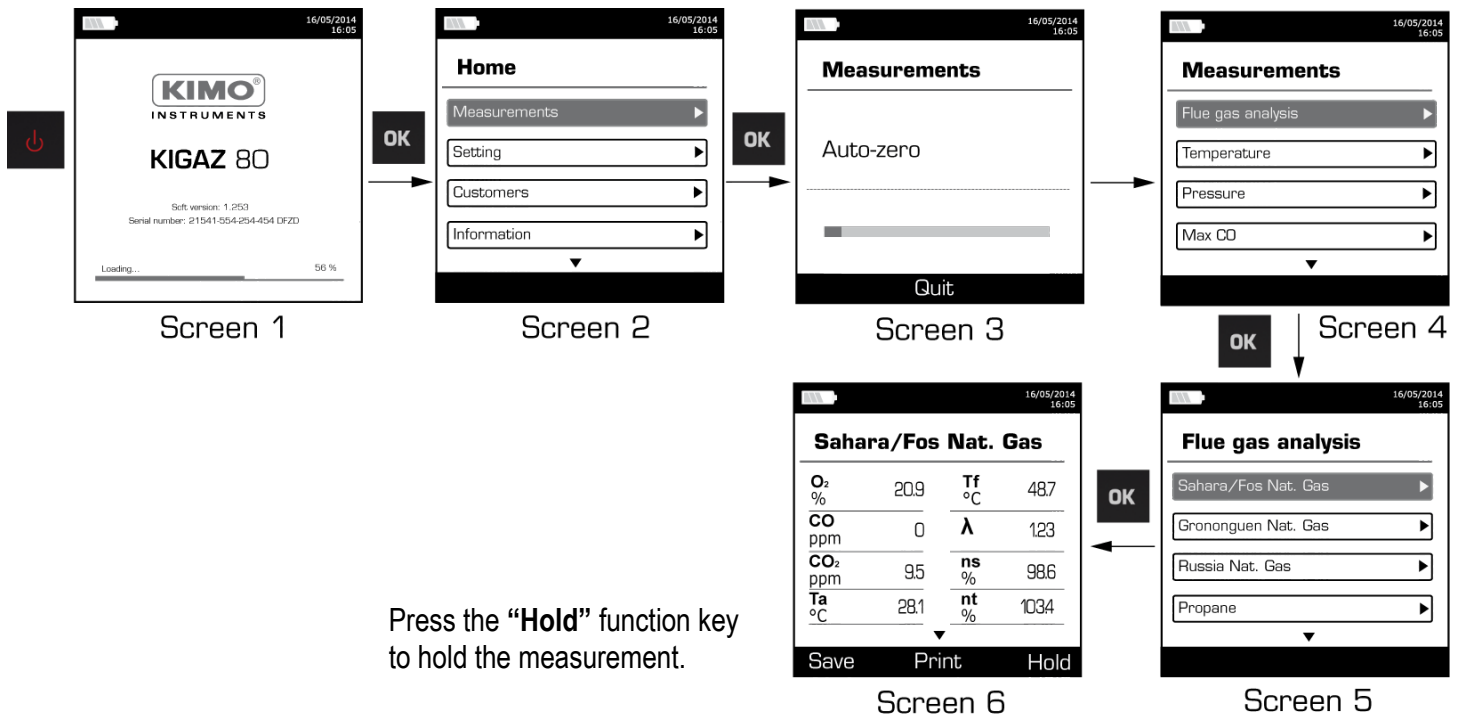 16/05/2014
16:05
KIMO®
INSTRUMENTS
KIGAZ 80
Soft version: 1.253
Serial number: 21541-554-254-454 DFZD
Loading...
56 %
Screen 1
OK
16/05/2014
16:05
Home
Measurements
Setting
Customers
Information
Screen 2
OK
16/05/2014
16:05
Measurements
Auto-zero
Quit
Screen 3
16/05/2014
16:05
Measurements
Flue gas analysis
Temperature
Pressure
Max CO
Screen 4
OK
16/05/2014
16:05
Flue gas analysis
Sahara/Fos Nat. Gas
Grononguen Nat. Gas
Russia Nat. Gas
Propane
Screen 5
OK
16/05/2014
16:05
Sahara/Fos Nat. Gas
O₂ % 20.9 Tf °C 48.7
CO ppm 0 λ 1.23
CO₂ ppm 9.5 ns % 98.6
Ta °C 28.1 nt % 103.4
Save Print Hold
Screen 6
Press the “Hold” function key
to hold the measurement.